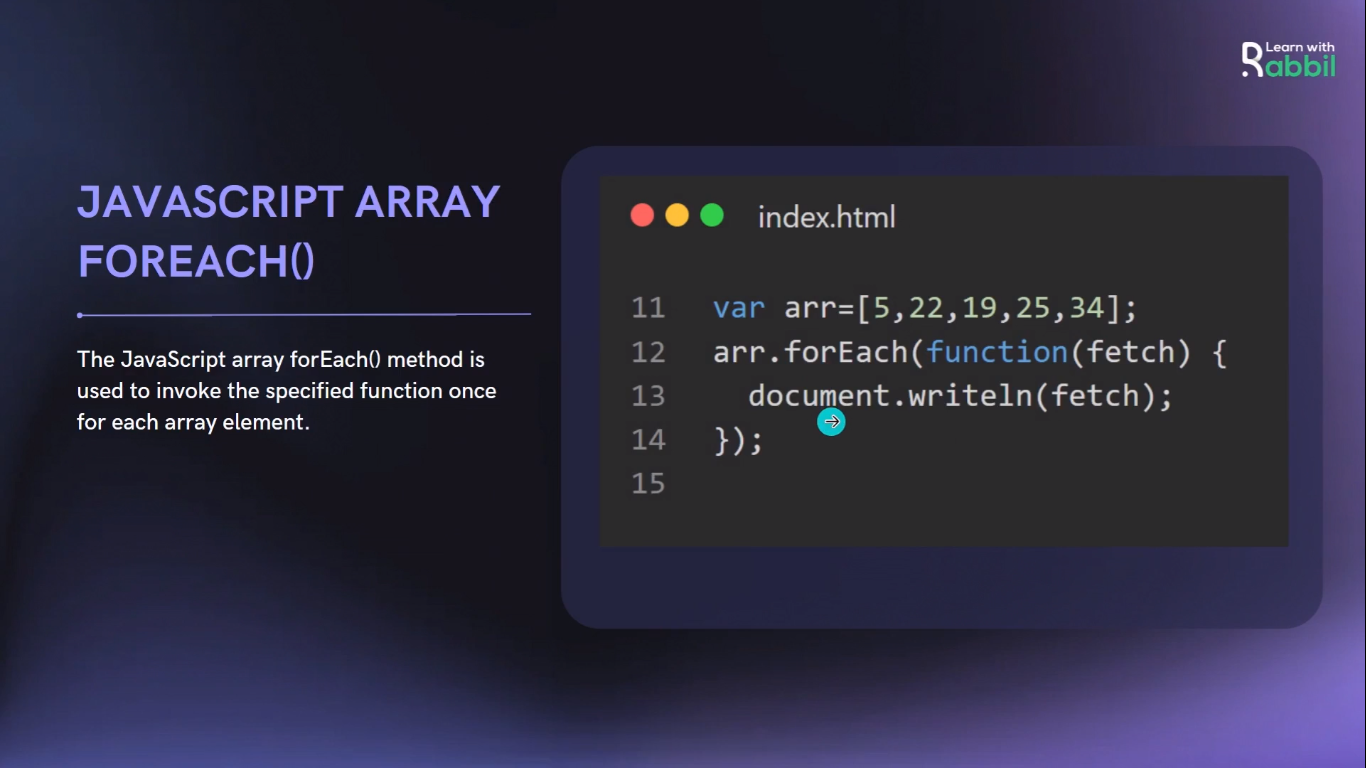 Learn with
Rabbil
JAVASCRIPT ARRAY
FOREACH()
The JavaScript array forEach() method is
used to invoke the specified function once
for each array element.
index.html
11 var arr=[5,22,19,25,34];
12 arr.forEach(function(fetch) {
13 document.writeln(fetch);
14 });
15